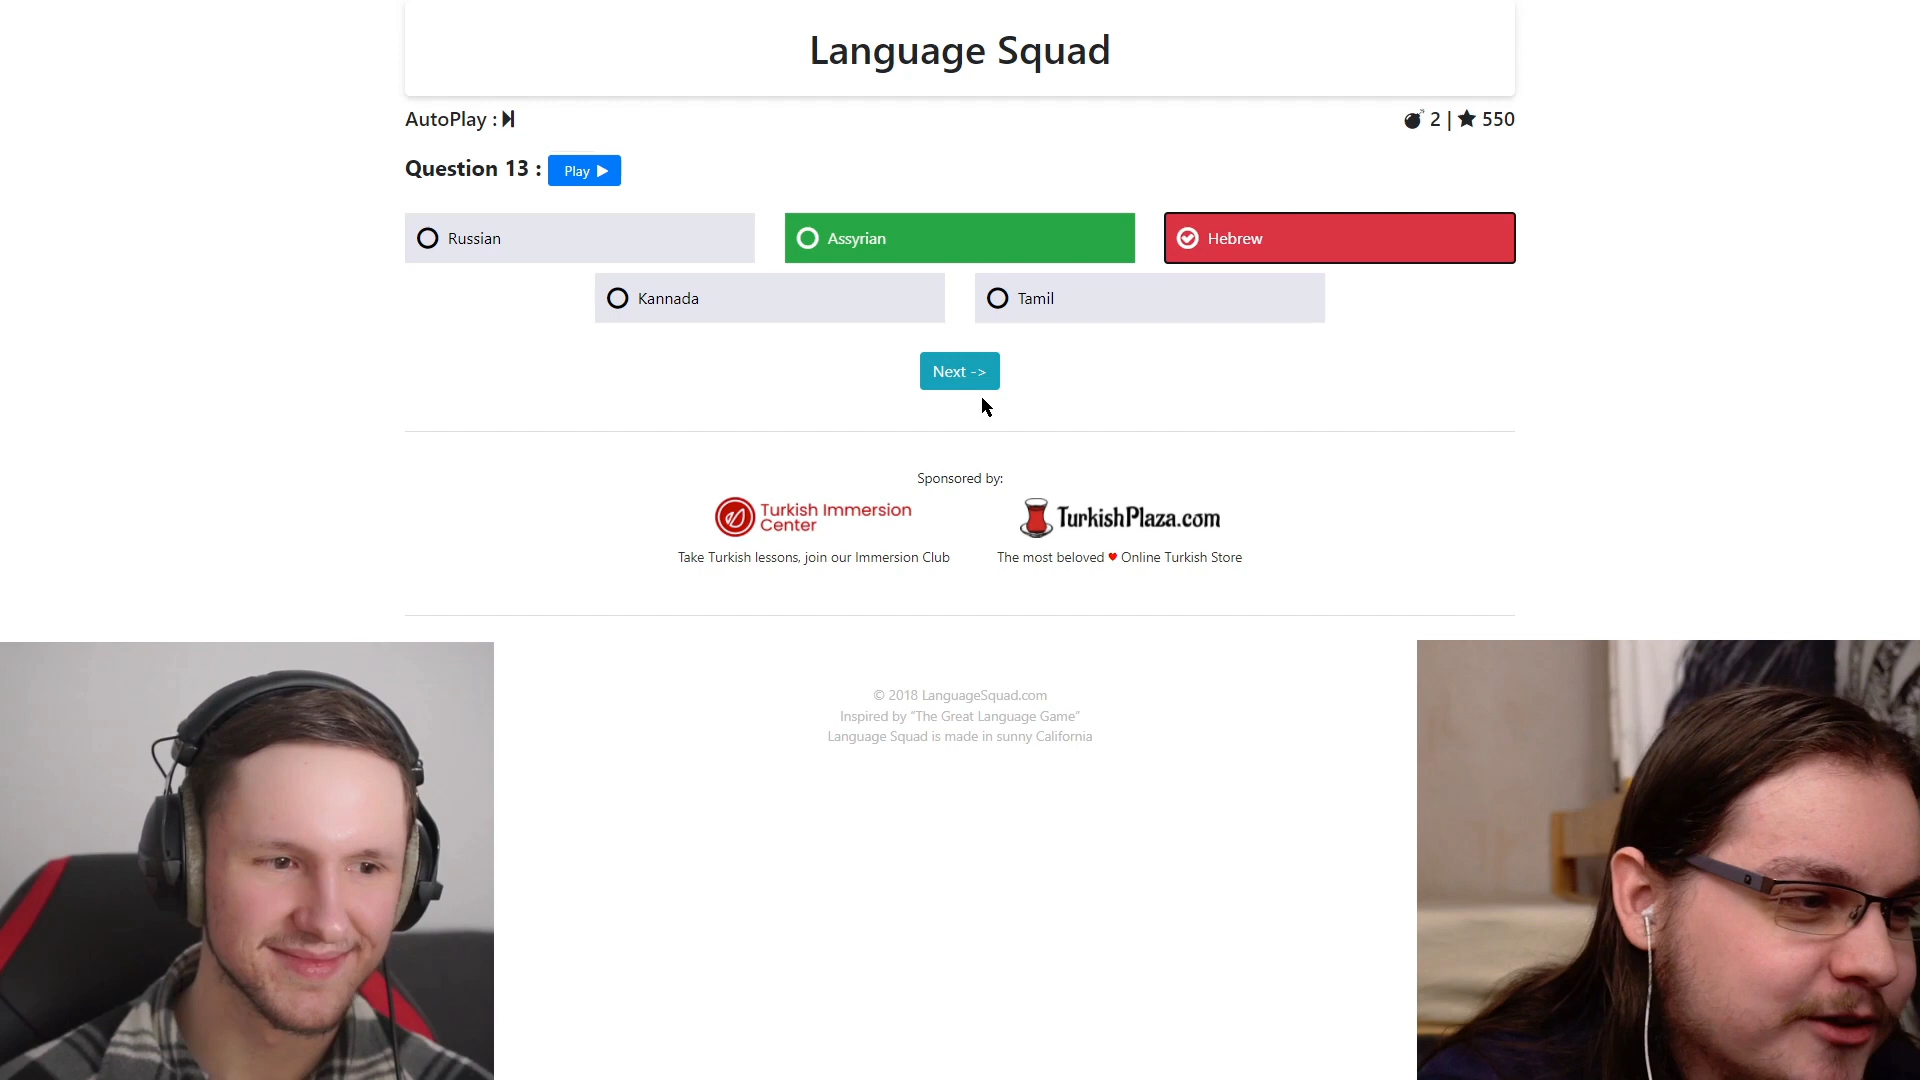 Language Squad
AutoPlay :
2 | 550
Question 13 :
Play
Russian
Assyrian
Hebrew
Kannada
Tamil
Next ->
Sponsored by:
Turkish Immersion
Center
TurkishPlaza.com
Take Turkish lessons, join our Immersion Club
The most beloved ♥ Online Turkish Store
© 2018 LanguageSquad.com
Inspired by "The Great Language Game"
Language Squad is made in sunny California